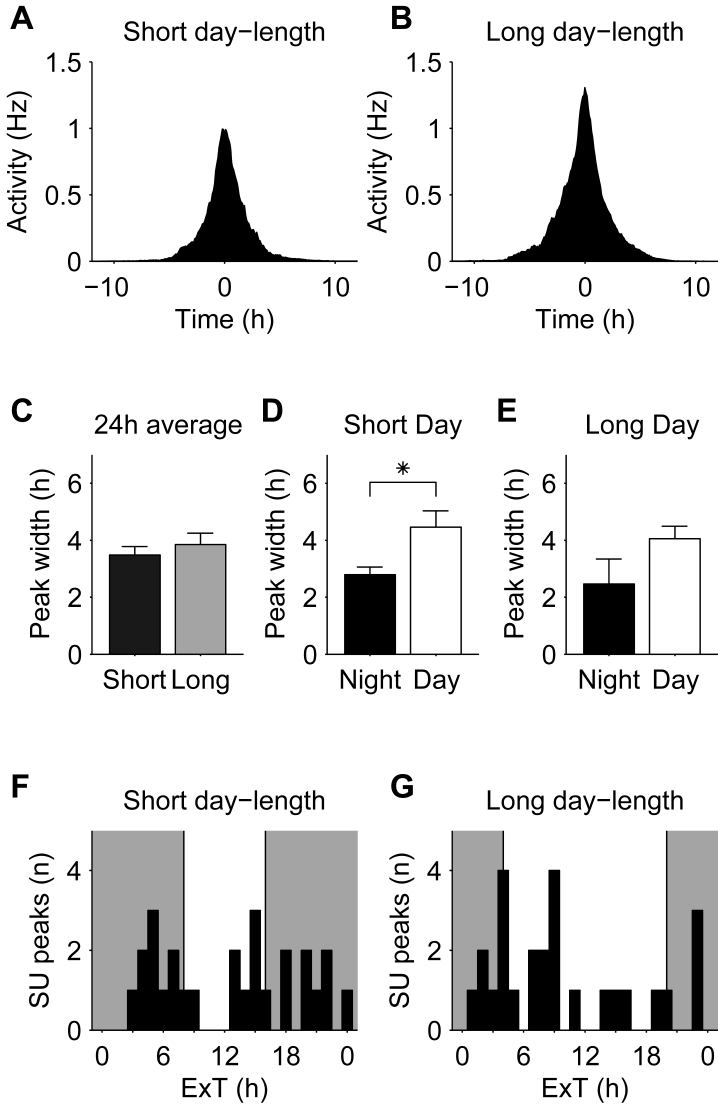 A Short day−length B Long day−length
1.5 1.5
Activity (Hz) 1 Activity (Hz) 1
0.5 0.5
0 0
−10 0 10 −10 0 10
Time (h) Time (h)
C 24h average D Short Day E Long Day
Peak width (h) 6 Peak width (h) 6 * Peak width (h) 6
4 4 4
2 2 2
0 0 0
Short Long Night Day Night Day
F Short day−length G Long day−length
SU peaks (n) 4 SU peaks (n) 4
2 2
0 0
0 6 12 18 0 0 6 12 18 0
ExT (h) ExT (h)